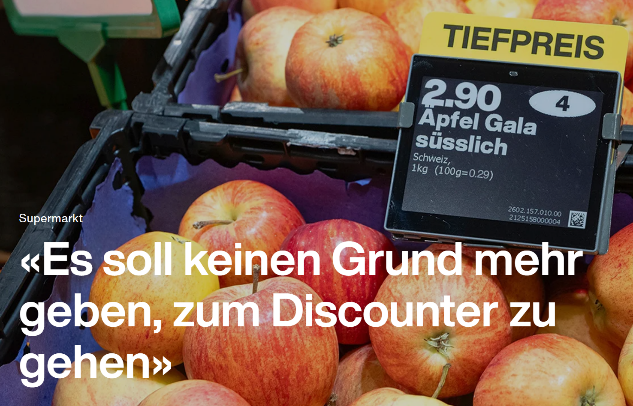 TIEFPREIS
2.90
4
Äpfel Gala
süsslich
Schweiz,
1kg (100g=0.29)
2602.157.010.00
2125158000004
Supermarkt
«Es soll keinen Grund mehr
geben, zum Discounter zu
gehen»